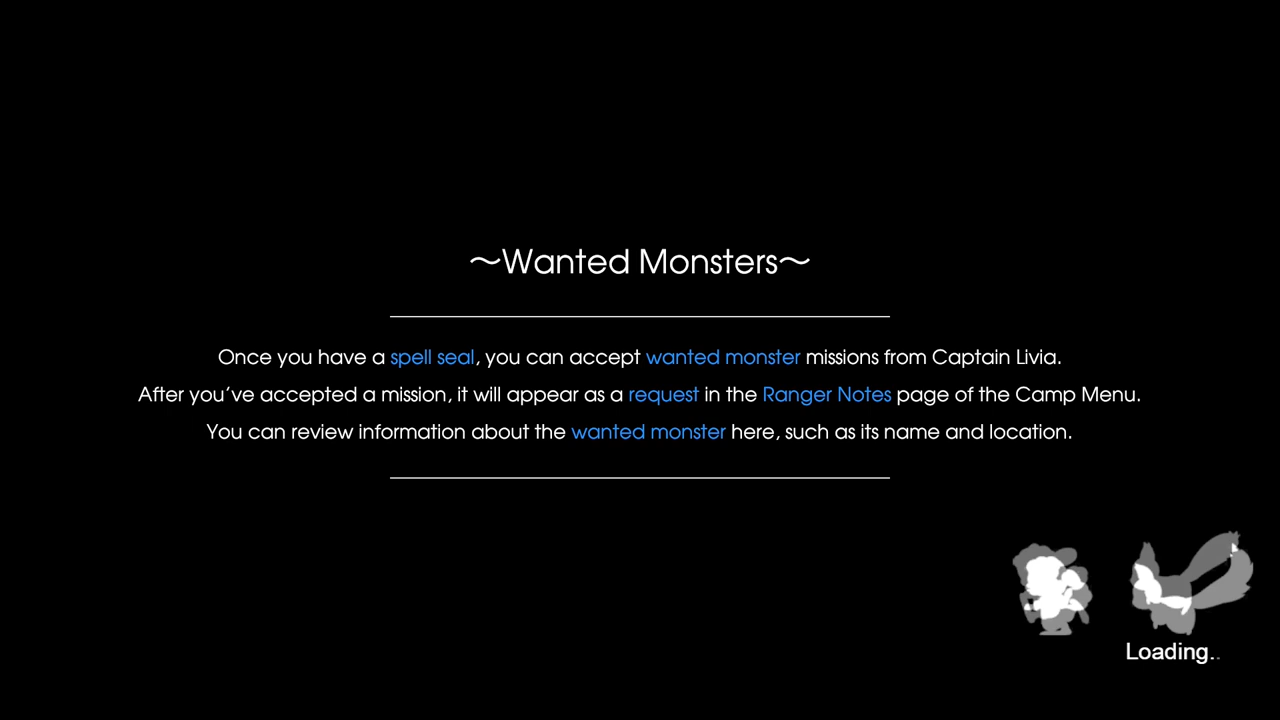 ～Wanted Monsters～
Once you have a spell seal, you can accept wanted monster missions from Captain Livia.
After you've accepted a mission, it will appear as a request in the Ranger Notes page of the Camp Menu.
You can review information about the wanted monster here, such as its name and location.
Loading..